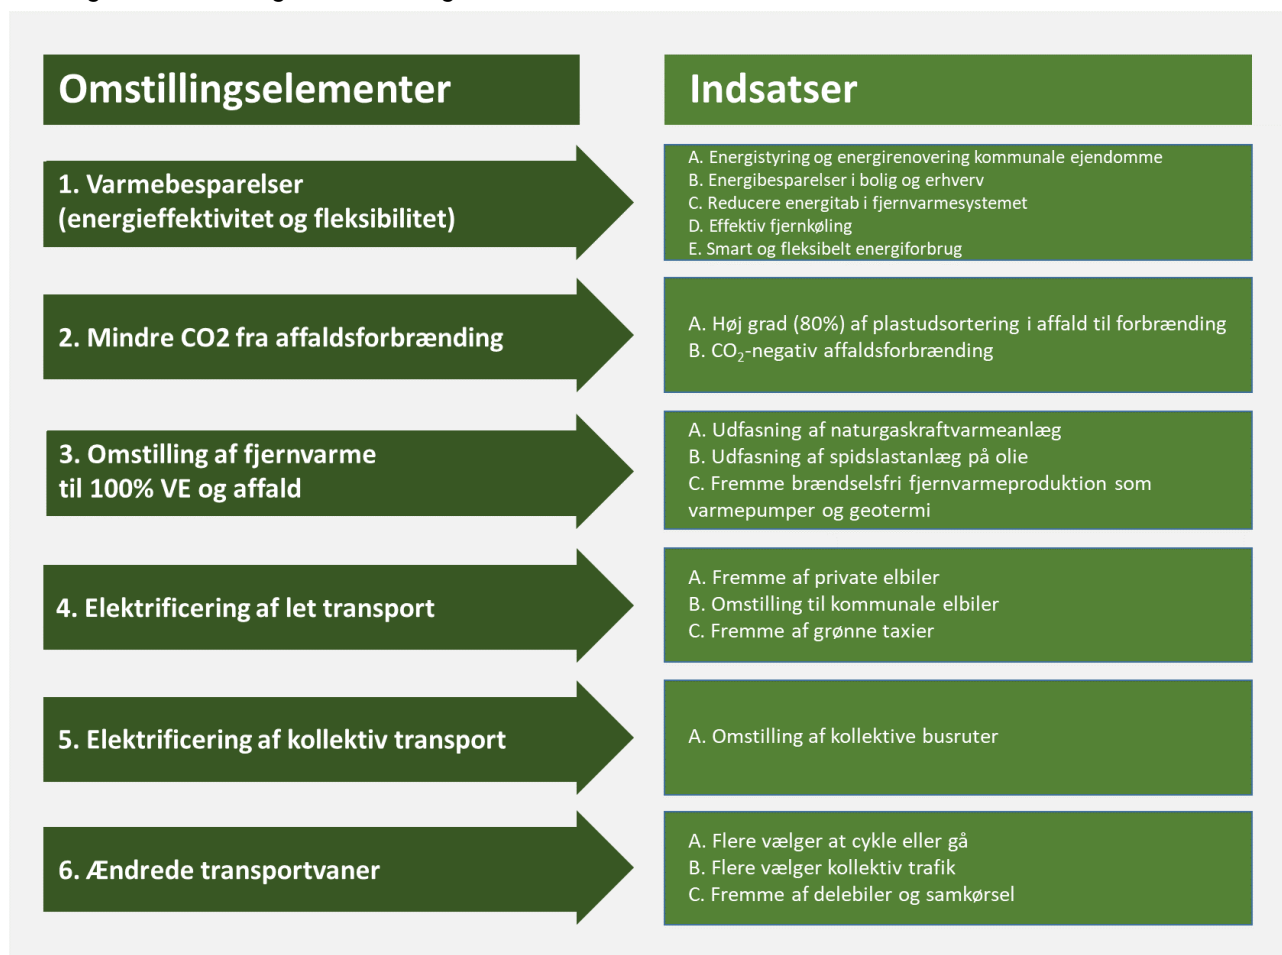 Omstillingselementer
Indsatser
1. Varmebesparelser
(energieffektivitet og fleksibilitet)
A. Energistyring og energirenovering kommunale ejendomme
B. Energibesparelser i bolig og erhverv
C. Reducere energitab i fjernvarmesystemet
D. Effektiv fjernkøling
E. Smart og fleksibelt energiforbrug
2. Mindre CO2 fra affaldsforbrænding
A. Høj grad (80%) af plastudsortering i affald til forbrænding
B. CO₂-negativ affaldsforbrænding
3. Omstilling af fjernvarme
til 100% VE og affald
A. Udfasning af naturgaskraftvarmeanlæg
B. Udfasning af spidslastanlæg på olie
C. Fremme brændselsfri fjernvarmeproduktion som
varmepumper og geotermi
4. Elektrificering af let transport
A. Fremme af private elbiler
B. Omstilling til kommunale elbiler
C. Fremme af grønne taxier
5. Elektrificering af kollektiv transport
A. Omstilling af kollektive busruter
6. Ændrede transportvaner
A. Flere vælger at cykle eller gå
B. Flere vælger kollektiv trafik
C. Fremme af delebiler og samkørsel